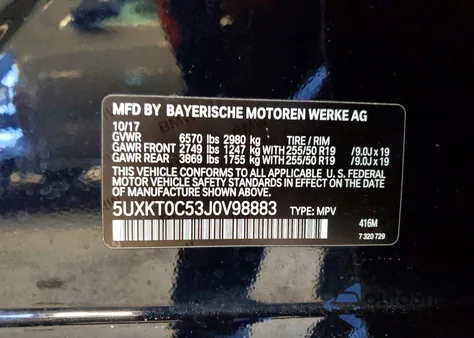 MFD BY BAYERISCHE MOTOREN WERKE AG
10/17
GVWR 6570 lbs 2980 kg TIRE / RIM
GAWR FRONT 2749 lbs 1247 kg WITH 255/50 R19 /9.0J x 19
GAWR REAR 3869 lbs 1755 kg WITH 255/50 R19 /9.0J x 19
THIS VEHICLE CONFORMS TO ALL APPLICABLE U. S. FEDERAL
MOTOR VEHICLE SAFETY STANDARDS IN EFFECT ON THE
DATE OF MANUFACTURE SHOWN ABOVE.
5UXKT0C53J0V98883 TYPE: MPV
416M
7 320 729